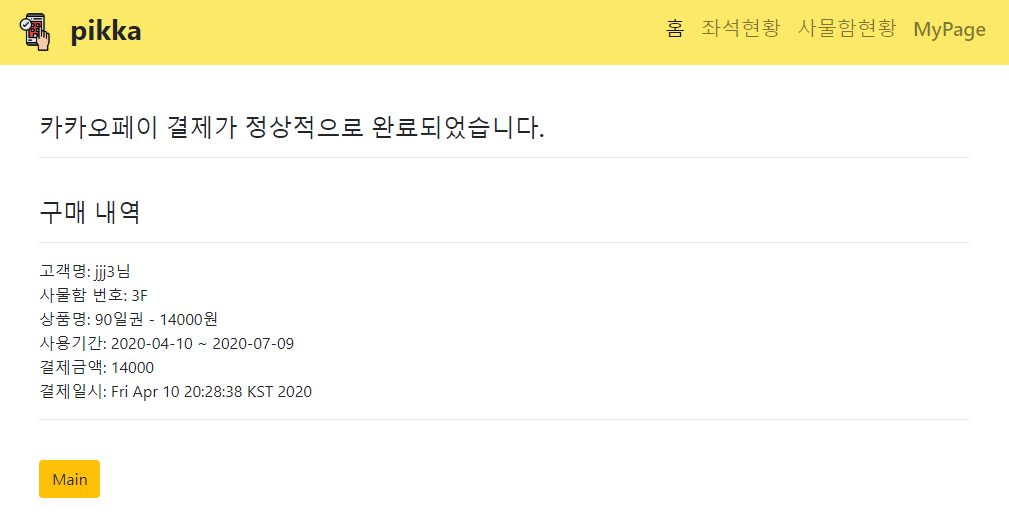 pikka
홈 좌석현황 사물함현황 MyPage
카카오페이 결제가 정상적으로 완료되었습니다.
구매 내역
고객명: jjj3님
사물함 번호: 3F
상품명: 90일권 - 14000원
사용기간: 2020-04-10 ~ 2020-07-09
결제금액: 14000
결제일시: Fri Apr 10 20:28:38 KST 2020
Main